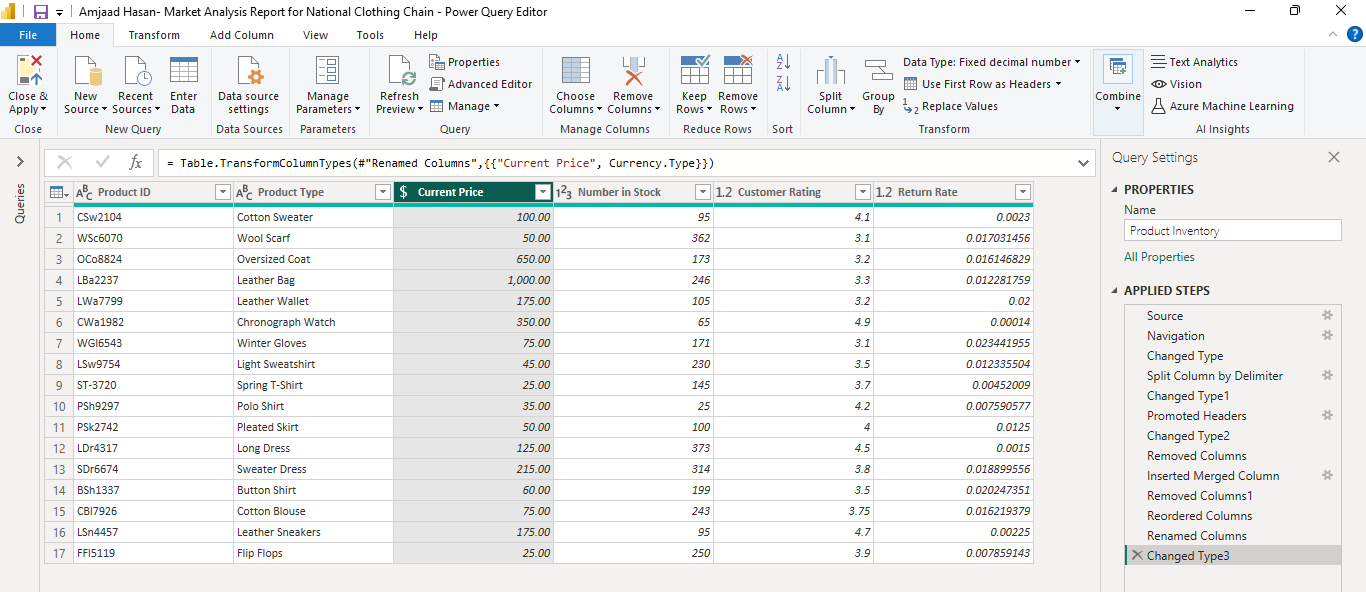 Amjaad Hasan- Market Analysis Report for National Clothing Chain - Power Query Editor
File Home Transform Add Column View Tools Help
Close & Apply
New Source
Recent Sources
Enter Data
Data source settings
Manage Parameters
Refresh Preview
Properties
Advanced Editor
Manage
Choose Columns
Remove Columns
Keep Rows
Remove Rows
Split Column
Group By
Data Type: Fixed decimal number
Use First Row as Headers
Replace Values
Combine
Text Analytics
Vision
Azure Machine Learning
Close New Query Data Sources Parameters Query Manage Columns Reduce Rows Sort Transform AI Insights
Queries
fx = Table.TransformColumnTypes(#"Renamed Columns",{{"Current Price", Currency.Type}})
ABC Product ID ABC Product Type $ Current Price 123 Number in Stock 1.2 Customer Rating 1.2 Return Rate
1 CSw2104 Cotton Sweater 100.00 95 4.1 0.0023
2 WSc6070 Wool Scarf 50.00 362 3.1 0.017031456
3 OCo8824 Oversized Coat 650.00 173 3.2 0.016146829
4 LBa2237 Leather Bag 1,000.00 246 3.3 0.012281759
5 LWa7799 Leather Wallet 175.00 105 3.2 0.02
6 CWa1982 Chronograph Watch 350.00 65 4.9 0.00014
7 WGl6543 Winter Gloves 75.00 171 3.1 0.023441955
8 LSw9754 Light Sweatshirt 45.00 230 3.5 0.012335504
9 ST-3720 Spring T-Shirt 25.00 145 3.7 0.00452009
10 PSh9297 Polo Shirt 35.00 25 4.2 0.007590577
11 PSk2742 Pleated Skirt 50.00 100 4 0.0125
12 LDr4317 Long Dress 125.00 373 4.5 0.0015
13 SDr6674 Sweater Dress 215.00 314 3.8 0.018899556
14 BSh1337 Button Shirt 60.00 199 3.5 0.020247351
15 CBl7926 Cotton Blouse 75.00 243 3.75 0.016219379
16 LSn4457 Leather Sneakers 175.00 95 4.7 0.00225
17 FFl5119 Flip Flops 25.00 250 3.9 0.007859143
Query Settings
PROPERTIES
Name
Product Inventory
All Properties
APPLIED STEPS
Source
Navigation
Changed Type
Split Column by Delimiter
Changed Type1
Promoted Headers
Changed Type2
Removed Columns
Inserted Merged Column
Removed Columns1
Reordered Columns
Renamed Columns
Changed Type3